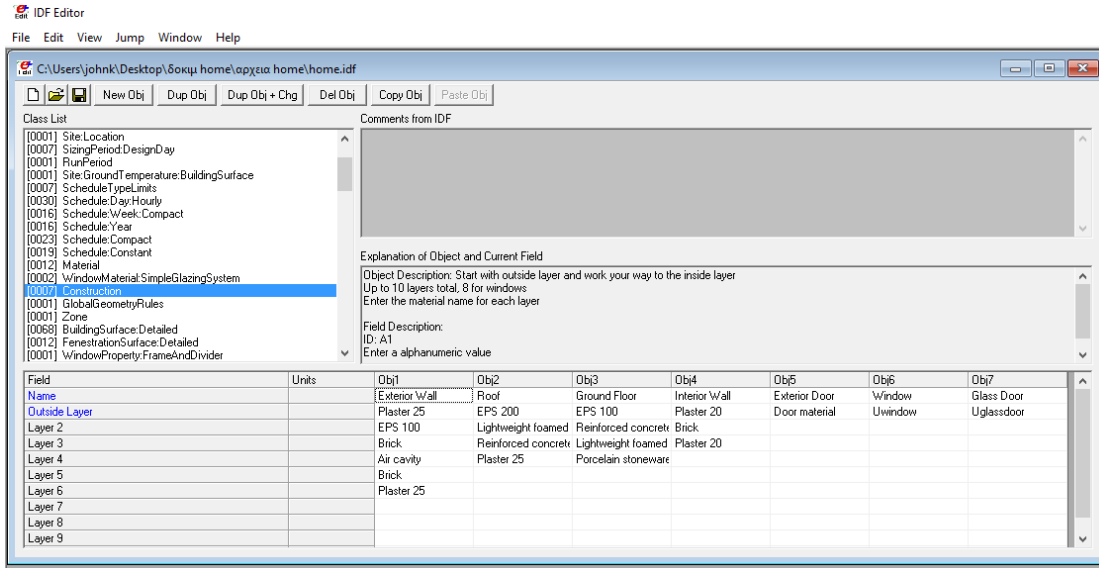 IDF Editor
File Edit View Jump Window Help
C:\Users\johnk\Desktop\δοκιμ home\αρχεια home\home.idf
New Obj Dup Obj Dup Obj + Chg Del Obj Copy Obj Paste Obj
Class List
[0001] Site:Location
[0007] SizingPeriod:DesignDay
[0001] RunPeriod
[0001] Site:GroundTemperature:BuildingSurface
[0007] ScheduleTypeLimits
[0030] Schedule:Day:Hourly
[0016] Schedule:Week:Compact
[0016] Schedule:Year
[0023] Schedule:Compact
[0019] Schedule:Constant
[0012] Material
[0002] WindowMaterial:SimpleGlazingSystem
[0007] Construction
[0001] GlobalGeometryRules
[0001] Zone
[0068] BuildingSurface:Detailed
[0012] FenestrationSurface:Detailed
[0001] WindowProperty:FrameAndDivider
Comments from IDF
Explanation of Object and Current Field
Object Description: Start with outside layer and work your way to the inside layer
Up to 10 layers total, 8 for windows
Enter the material name for each layer
Field Description:
ID: A1
Enter a alphanumeric value
Field Units Obj1 Obj2 Obj3 Obj4 Obj5 Obj6 Obj7
Name Exterior Wall Roof Ground Floor Interior Wall Exterior Door Window Glass Door
Outside Layer Plaster 25 EPS 200 EPS 100 Plaster 20 Door material Uwindow Uglassdoor
Layer 2 EPS 100 Lightweight foamed Reinforced concrete Brick
Layer 3 Brick Reinforced concrete Lightweight foamed Plaster 20
Layer 4 Air cavity Plaster 25 Porcelain stoneware
Layer 5 Brick
Layer 6 Plaster 25
Layer 7
Layer 8
Layer 9